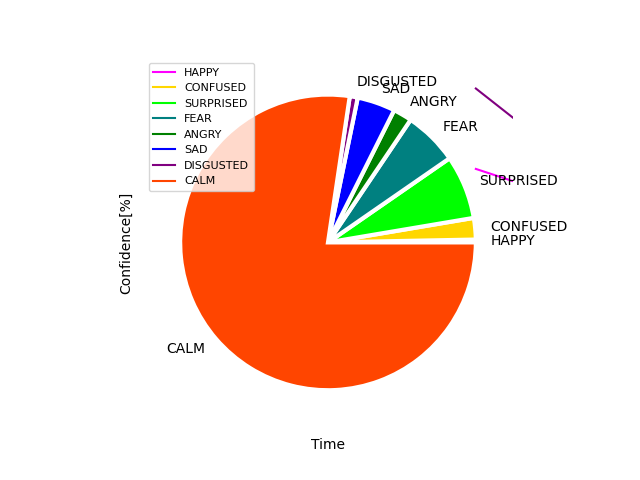 HAPPY
CONFUSED
SURPRISED
FEAR
ANGRY
SAD
DISGUSTED
CALM
DISGUSTED
SAD
ANGRY
FEAR
SURPRISED
CONFUSED
HAPPY
CALM
Confidence[%]
Time